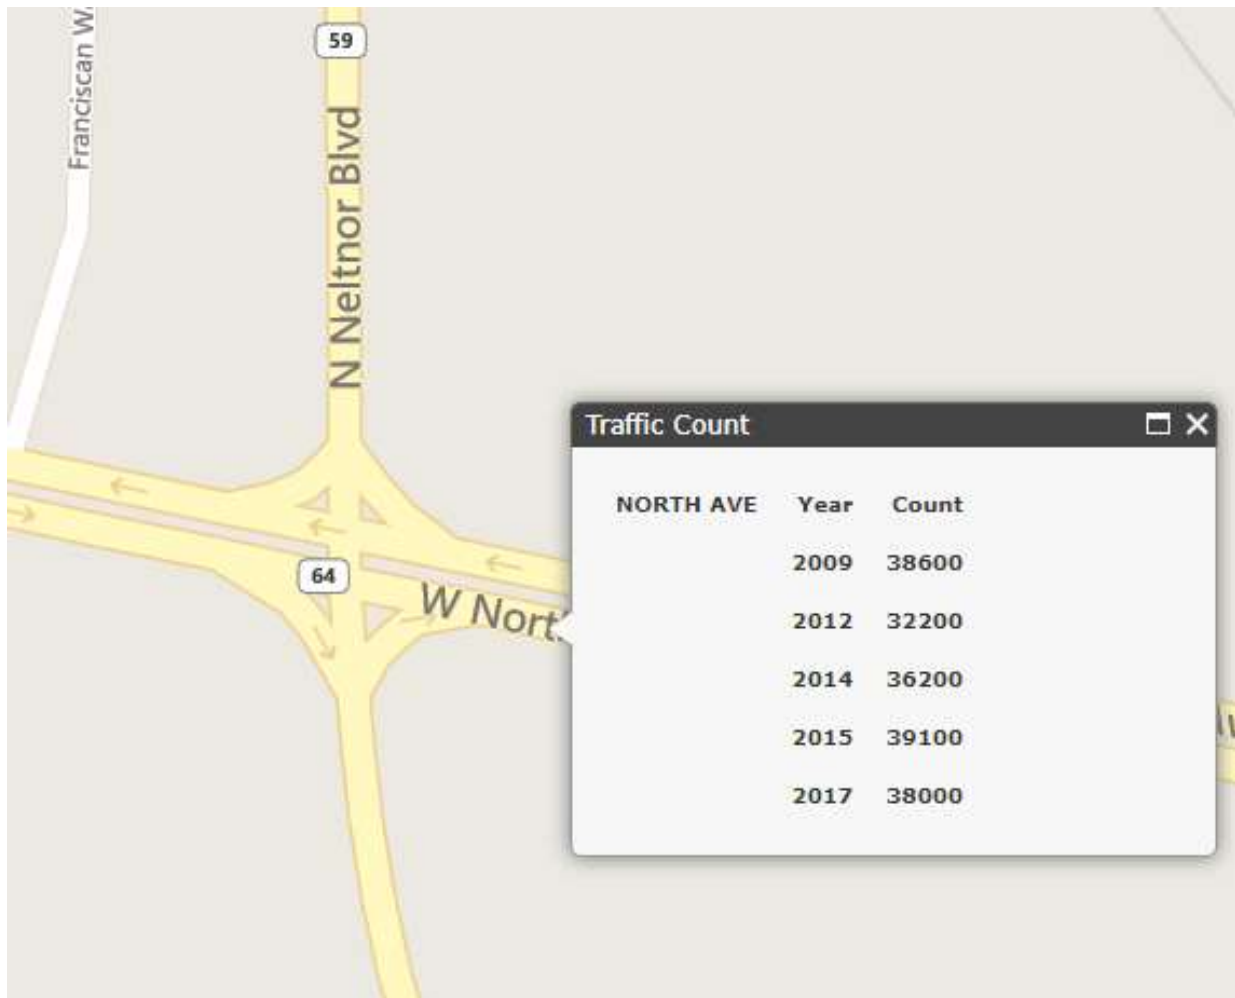 Franciscan
59
N Neltnor Blvd
64
W North
Traffic Count
NORTH AVE Year Count
2009 38600
2012 32200
2014 36200
2015 39100
2017 38000